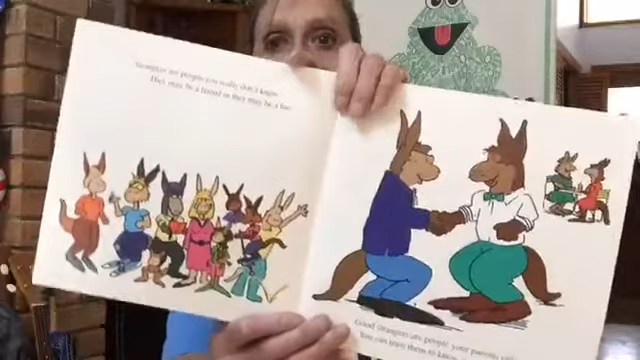 Strangers are people you really don't know.
They may be a friend or they may be a foe.
Good strangers are people your parents
You can trust them to